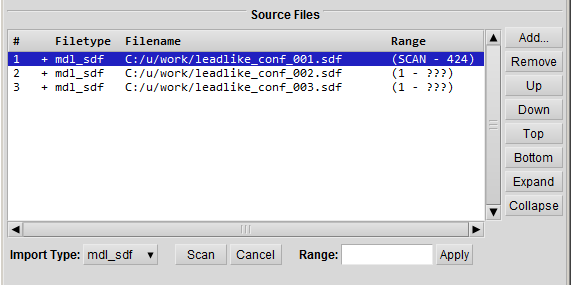 Source Files
# Filetype Filename Range
1 + mdl_sdf C:/u/work/leadlike_conf_001.sdf (SCAN - 424)
2 + mdl_sdf C:/u/work/leadlike_conf_002.sdf (1 - ???)
3 + mdl_sdf C:/u/work/leadlike_conf_003.sdf (1 - ???)
Add...
Remove
Up
Down
Top
Bottom
Expand
Collapse
Import Type: mdl_sdf Scan Cancel Range: Apply